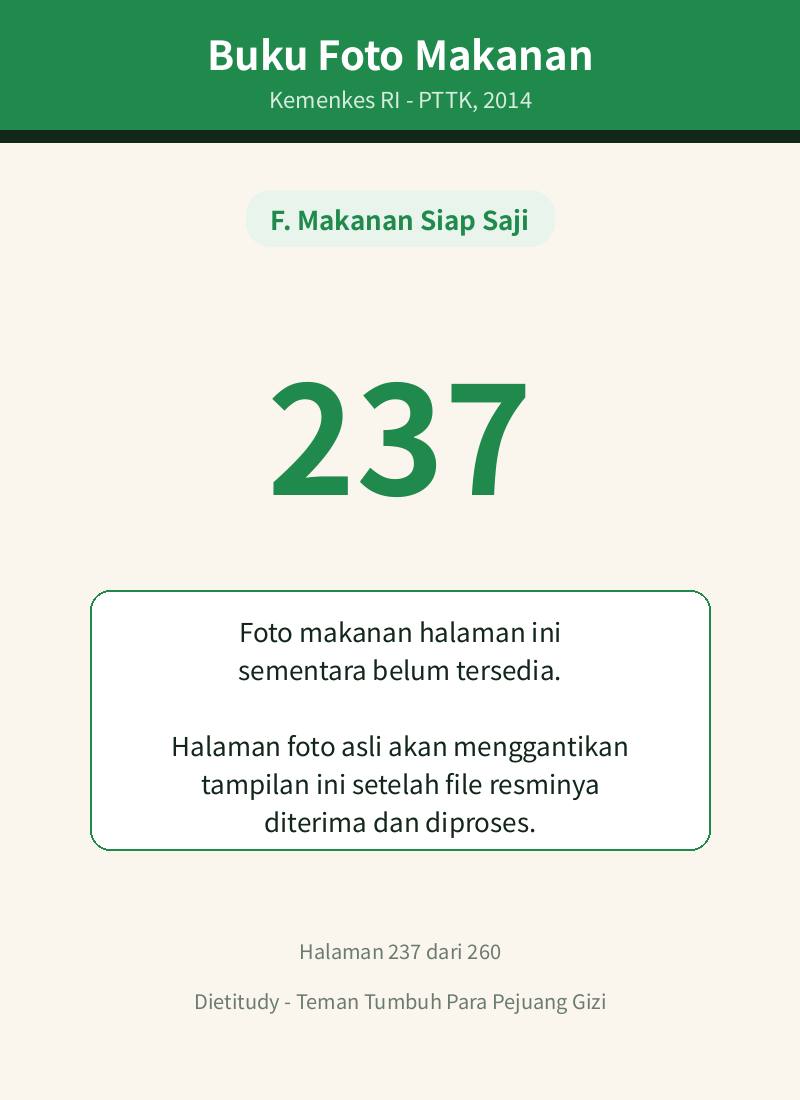 Buku Foto Makanan
Kemenkes RI - PTTK, 2014
F. Makanan Siap Saji
237
Foto makanan halaman ini
sementara belum tersedia.
Halaman foto asli akan menggantikan
tampilan ini setelah file resminya
diterima dan diproses.
Halaman 237 dari 260
Dietitudy - Teman Tumbuh Para Pejuang Gizi